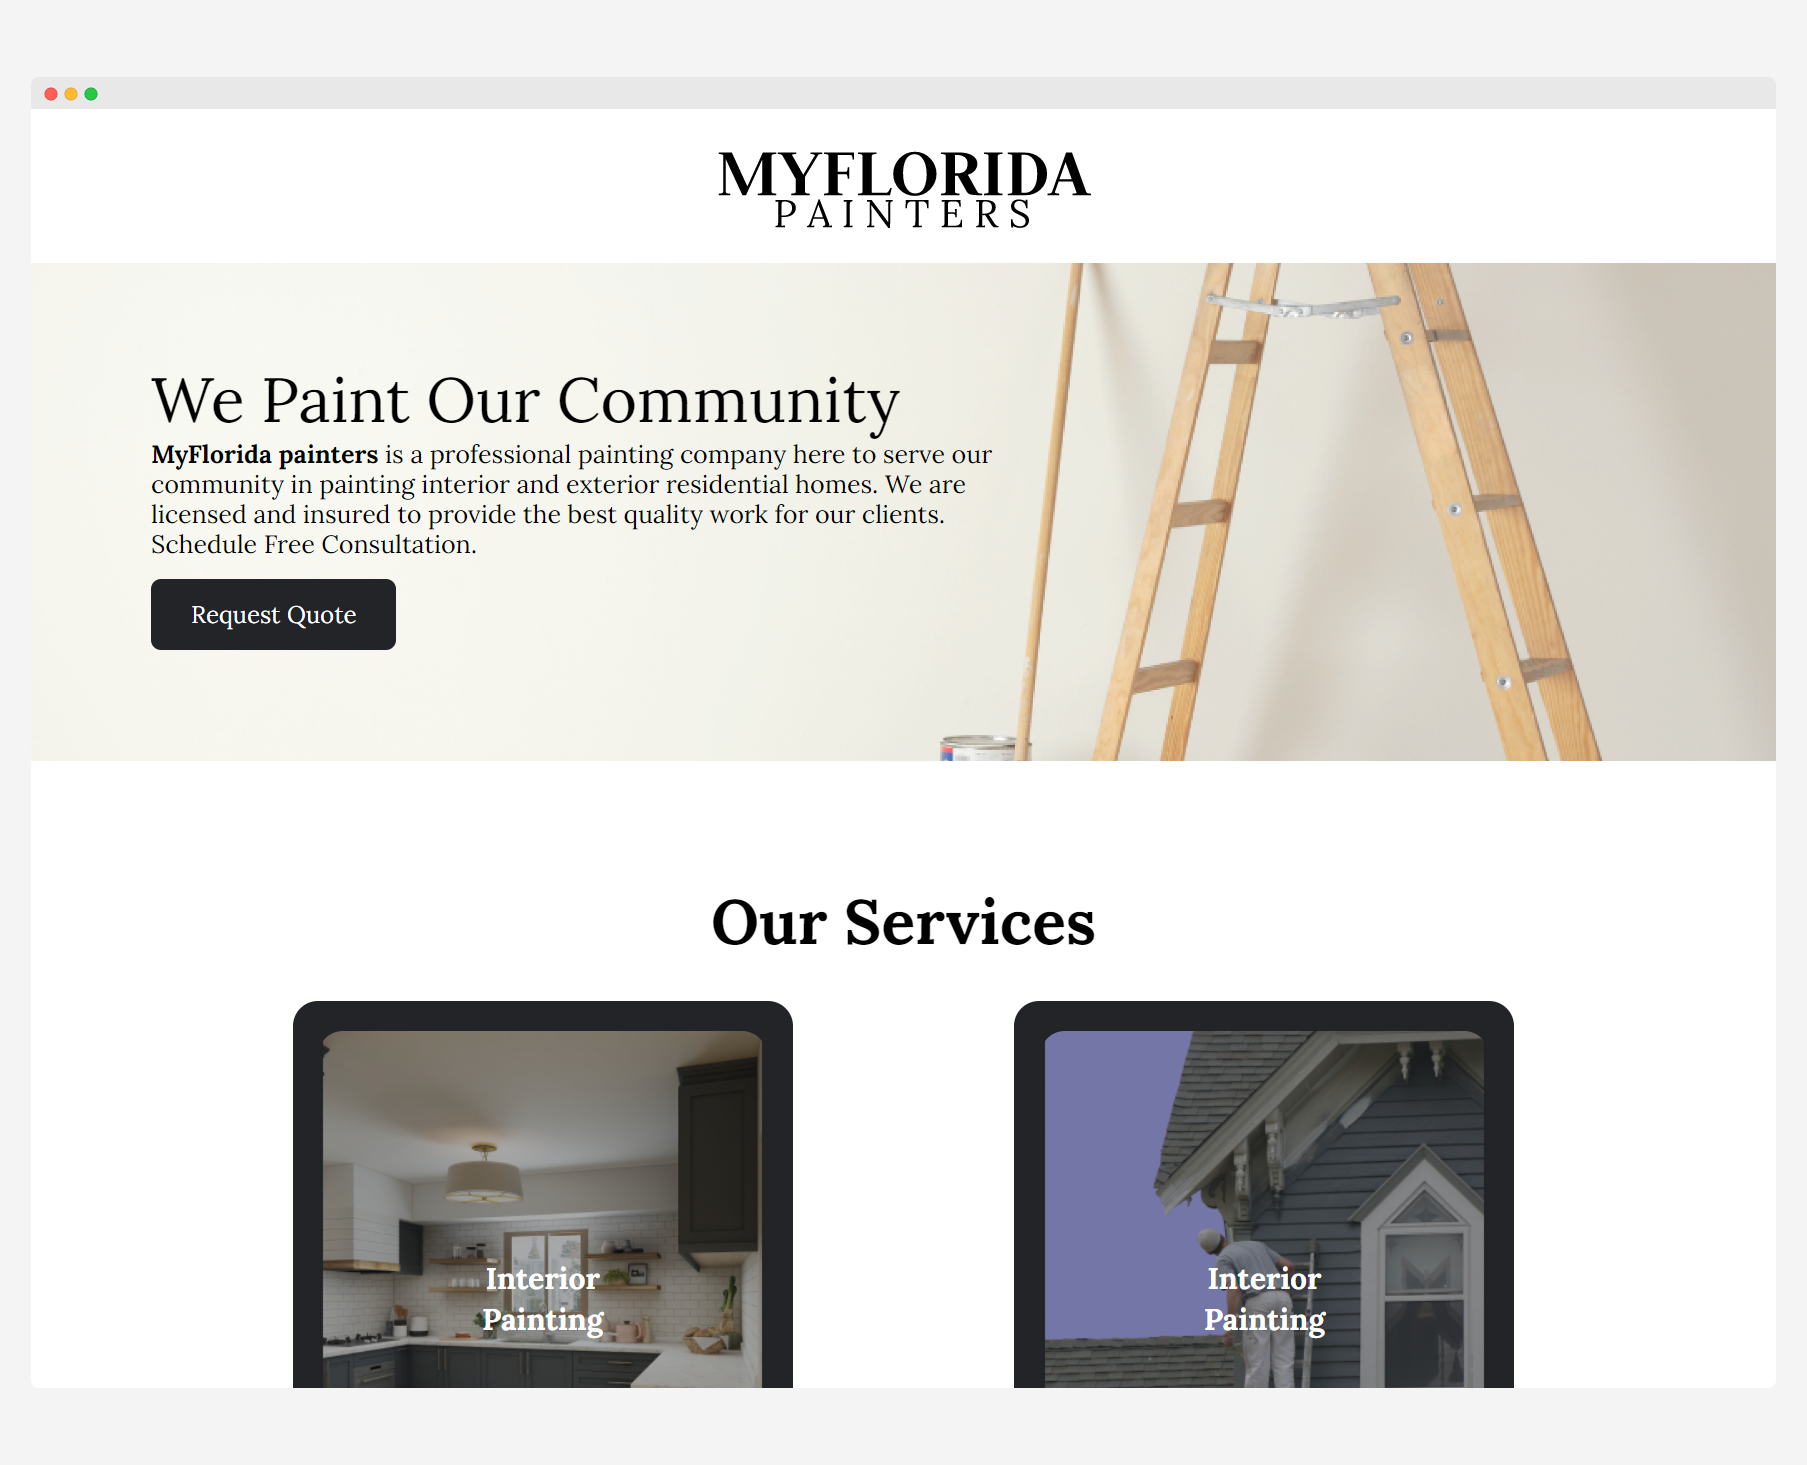 MYFLORIDA
PAINTERS
We Paint Our Community
MyFlorida painters is a professional painting company here to serve our
community in painting interior and exterior residential homes. We are
licensed and insured to provide the best quality work for our clients.
Schedule Free Consultation.
Request Quote
Our Services
Interior
Painting
Interior
Painting